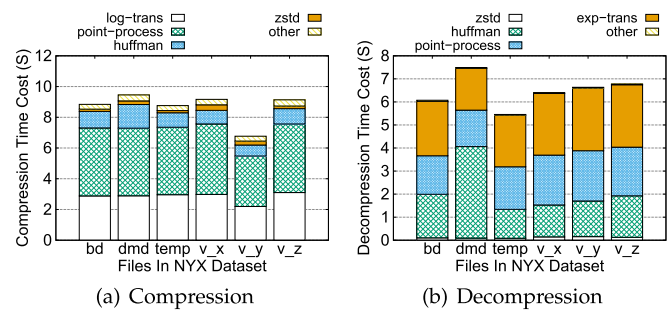 log-trans
point-process
huffman
zstd
other
Compression Time Cost (S)
12
10
8
6
4
2
0
bd dmd temp v_x v_y v_z
Files In NYX Dataset
(a) Compression
zstd
huffman
point-process
exp-trans
other
Decompression Time Cost (S)
8
7
6
5
4
3
2
1
0
bd dmd temp v_x v_y v_z
Files In NYX Dataset
(b) Decompression